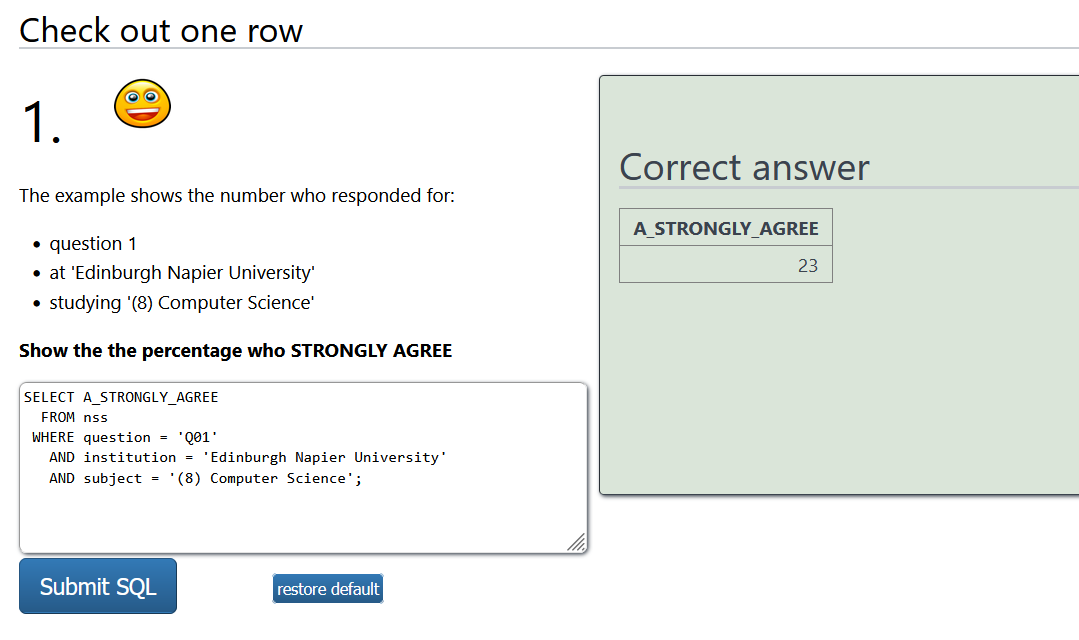 Check out one row
1.
The example shows the number who responded for:
• question 1
• at 'Edinburgh Napier University'
• studying '(8) Computer Science'
Show the the percentage who STRONGLY AGREE
SELECT A_STRONGLY_AGREE
FROM nss
WHERE question = 'Q01'
AND institution = 'Edinburgh Napier University'
AND subject = '(8) Computer Science';
Submit SQL
restore default
Correct answer
A_STRONGLY_AGREE
23